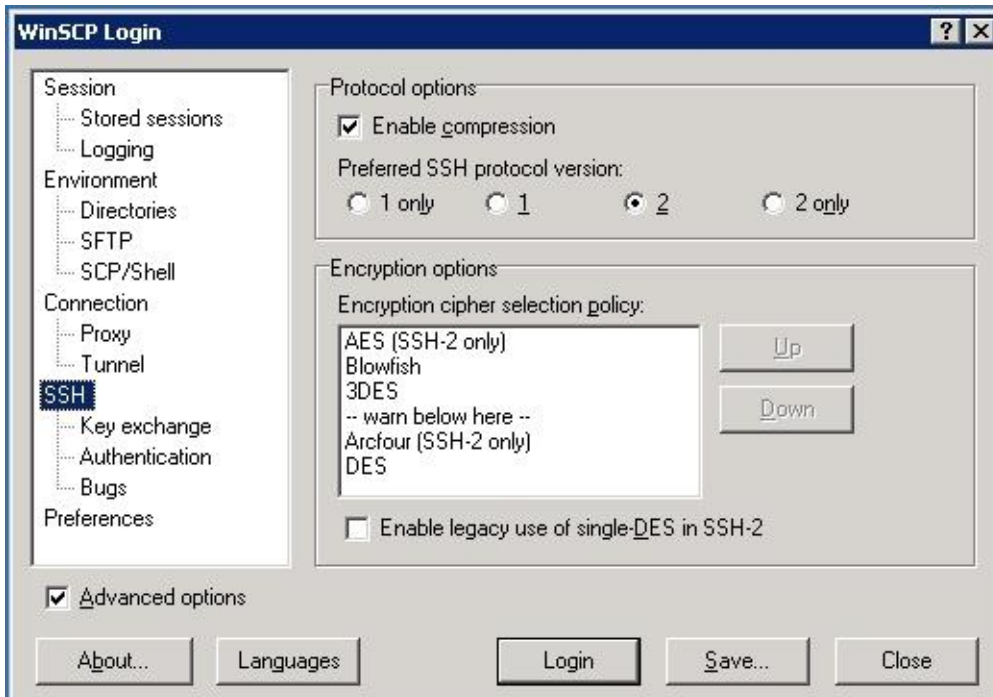 WinSCP Login
Session
Stored sessions
Logging
Environment
Directories
SFTP
SCP/Shell
Connection
Proxy
Tunnel
SSH
Key exchange
Authentication
Bugs
Preferences
Protocol options
Enable compression
Preferred SSH protocol version:
1 only 1 2 2 only
Encryption options
Encryption cipher selection policy:
AES (SSH-2 only)
Blowfish
3DES
-- warn below here --
Arcfour (SSH-2 only)
DES
Up
Down
Enable legacy use of single-DES in SSH-2
Advanced options
About... Languages Login Save... Close